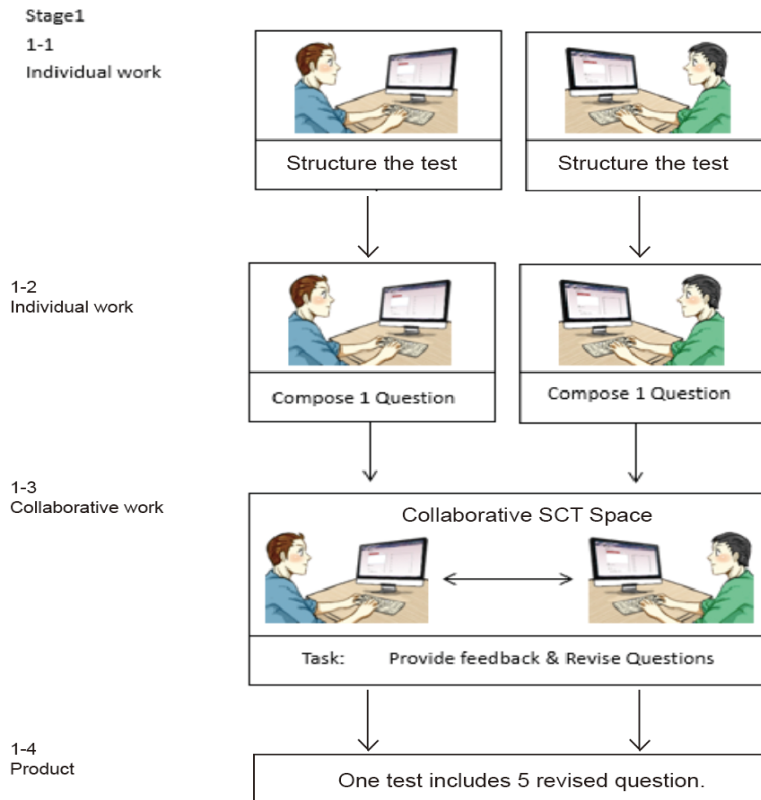 Stage1
1-1
Individual work
Structure the test
Structure the test
1-2
Individual work
Compose 1 Question
Compose 1 Question
1-3
Collaborative work
Collaborative SCT Space
Task: Provide feedback & Revise Questions
1-4
Product
One test includes 5 revised question.